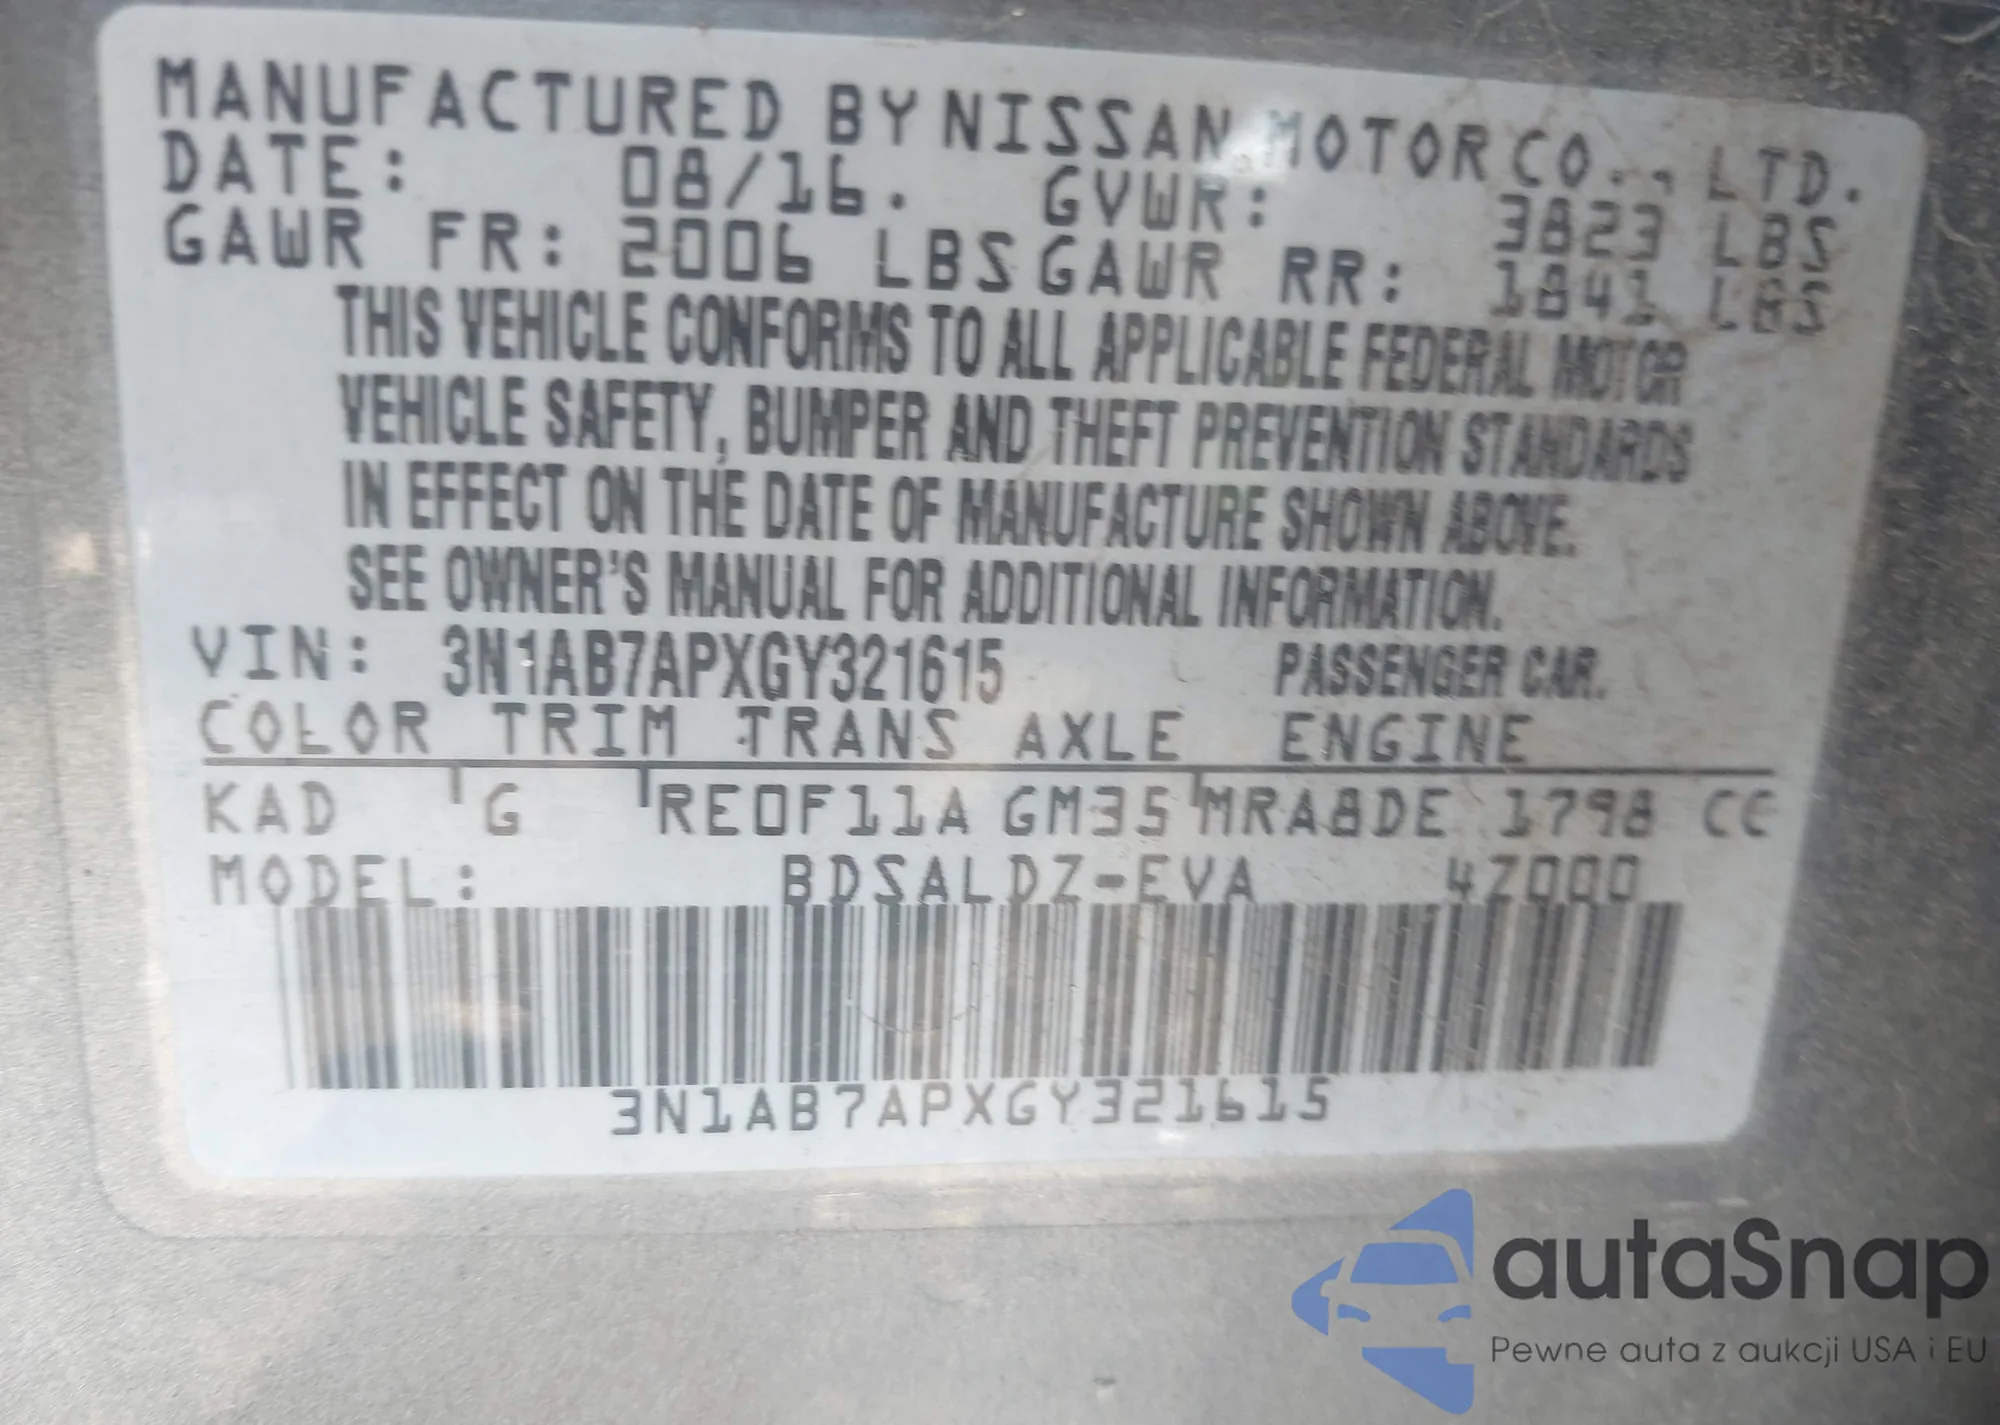 MANUFACTURED BY NISSAN MOTOR CO., LTD.
DATE: 08/16. GVWR: 3823 LBS
GAWR FR: 2006 LBS GAWR RR: 1841 LBS
THIS VEHICLE CONFORMS TO ALL APPLICABLE FEDERAL MOTOR
VEHICLE SAFETY, BUMPER AND THEFT PREVENTION STANDARDS
IN EFFECT ON THE DATE OF MANUFACTURE SHOWN ABOVE.
SEE OWNER'S MANUAL FOR ADDITIONAL INFORMATION.
VIN: 3N1AB7APXGY321615 PASSENGER CAR.
COLOR TRIM TRANS AXLE ENGINE
KAD G RE0F11A GM35 MRA8DE 1798 CC
MODEL: BDSALDZ-EVA 4Z000
3N1AB7APXGY321615
autaSnap
Pewne auta z aukcji USA i EU